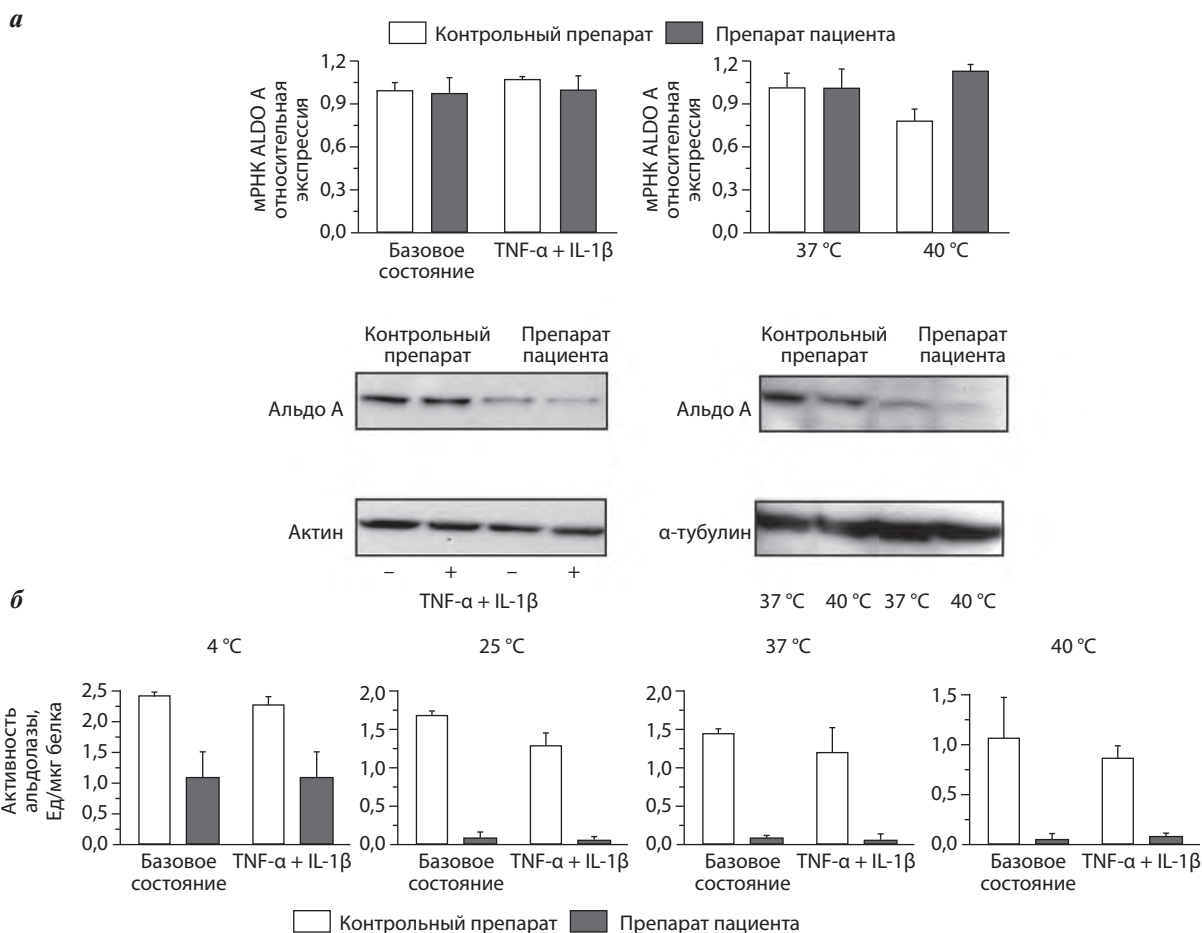 а
Контрольный препарат Препарат пациента
мРНК ALDO A
относительная
экспрессия
1,2
0,9
0,6
0,3
0,0
Базовое
состояние
TNF-α + IL-1β
мРНК ALDO A
относительная
экспрессия
1,2
0,9
0,6
0,3
0,0
37 °C 40 °C
Контрольный
препарат
Препарат
пациента
Альдо А
Актин
– + – +
TNF-α + IL-1β
Контрольный
препарат
Препарат
пациента
Альдо А
α-тубулин
37 °C 40 °C 37 °C 40 °C
б
4 °C 25 °C 37 °C 40 °C
Активность
альдолазы,
Ед/мкг белка
2,5
2,0
1,5
1,0
0,5
0,0
Базовое
состояние
TNF-α + IL-1β
2,0
1,5
1,0
0,5
0,0
Базовое
состояние
TNF-α + IL-1β
2,0
1,5
1,0
0,5
0,0
Базовое
состояние
TNF-α + IL-1β
1,5
1,0
0,5
0,0
Базовое
состояние
TNF-α + IL-1β
Контрольный препарат Препарат пациента